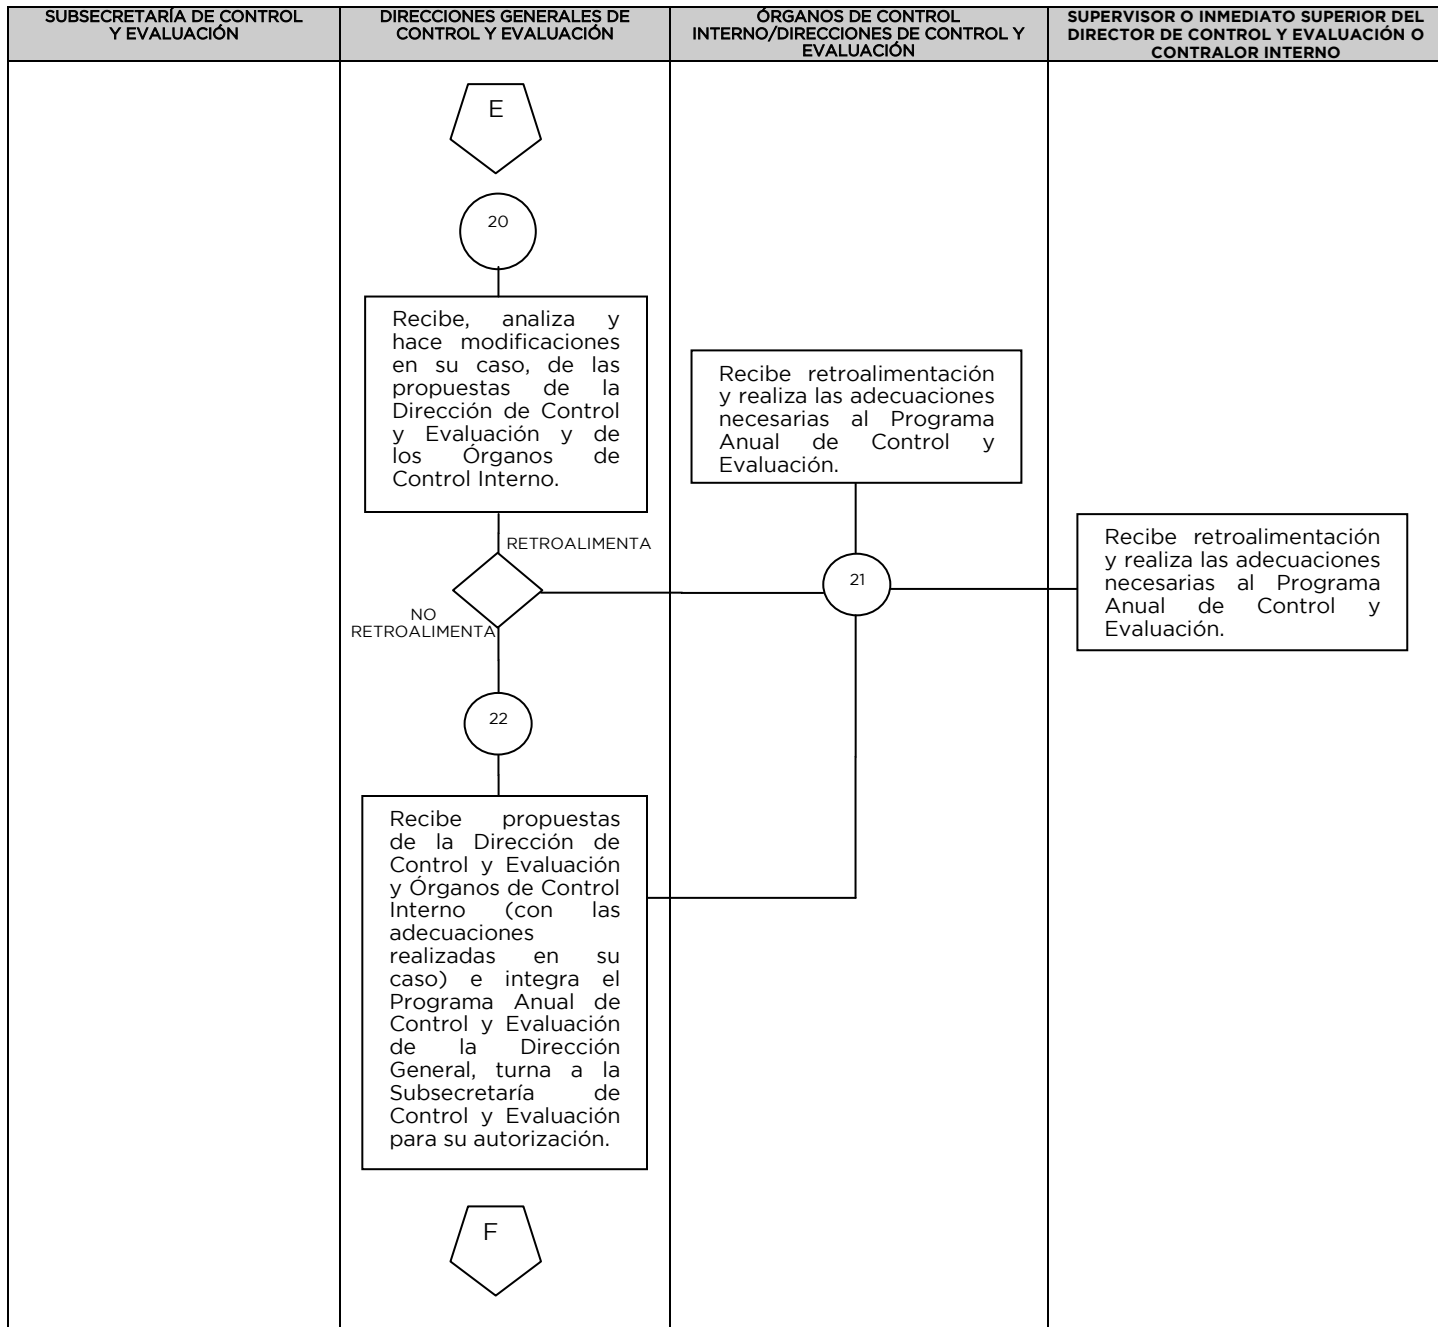 SUBSECRETARÍA DE CONTROL
Y EVALUACIÓN
DIRECCIONES GENERALES DE
CONTROL Y EVALUACIÓN
ÓRGANOS DE CONTROL
INTERNO/DIRECCIONES DE CONTROL Y
EVALUACIÓN
SUPERVISOR O INMEDIATO SUPERIOR DEL
DIRECTOR DE CONTROL Y EVALUACIÓN O
CONTRALOR INTERNO
E
20
Recibe, analiza y
hace modificaciones
en su caso, de las
propuestas de la
Dirección de Control
y Evaluación y de
los Órganos de
Control Interno.
Recibe retroalimentación
y realiza las adecuaciones
necesarias al Programa
Anual de Control y
Evaluación.
RETROALIMENTA
21
Recibe retroalimentación
y realiza las adecuaciones
necesarias al Programa
Anual de Control y
Evaluación.
NO
RETROALIMENTA
22
Recibe propuestas
de la Dirección de
Control y Evaluación
y Órganos de Control
Interno (con las
adecuaciones
realizadas en su
caso) e integra el
Programa Anual de
Control y Evaluación
de la Dirección
General, turna a la
Subsecretaría de
Control y Evaluación
para su autorización.
F